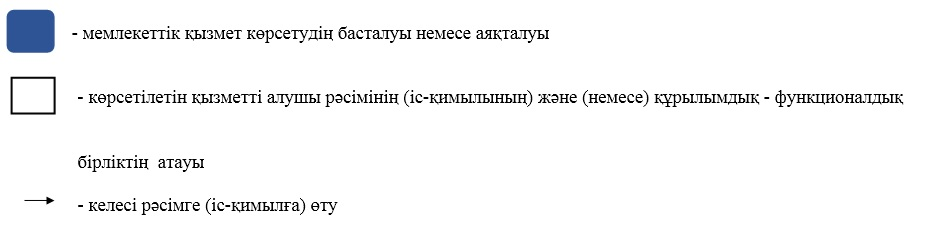 - мемлекеттік қызмет көрсетудің басталуы немесе аяқталуы
- көрсетілетін қызметті алушы рәсімінің (іс-қимылының) және (немесе) құрылымдық - функционалдық
бірліктің атауы
- келесі рәсімге (іс-қимылға) өту